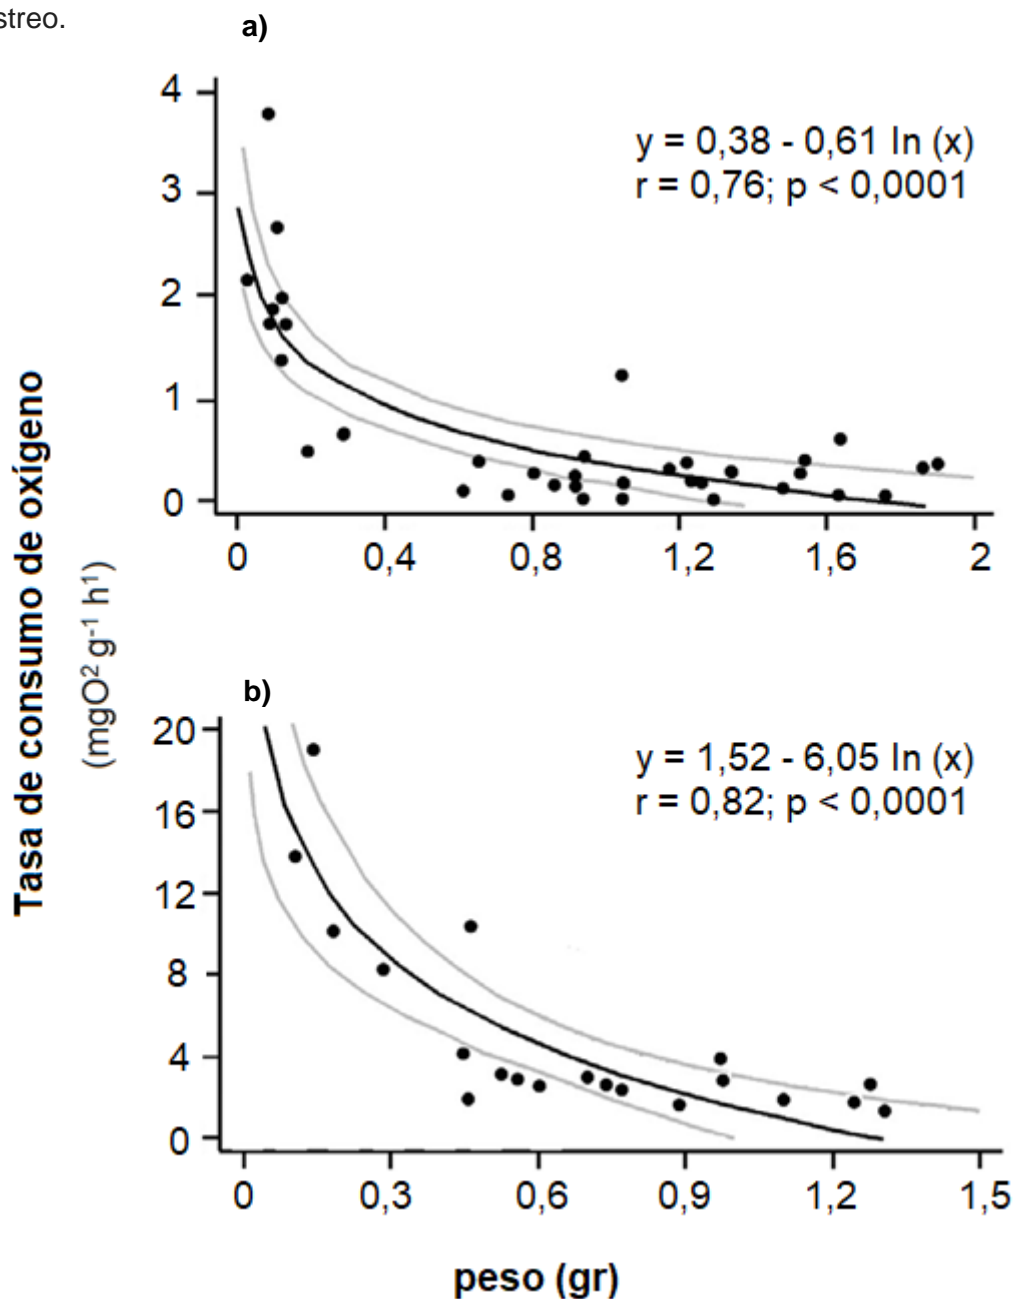 streo.
a)
4
3
2
1
0
y = 0,38 - 0,61 ln (x)
r = 0,76; p < 0,0001
0 0,4 0,8 1,2 1,6 2
Tasa de consumo de oxígeno
(mgO² g⁻¹ h¹)
b)
20
16
12
8
4
0
y = 1,52 - 6,05 ln (x)
r = 0,82; p < 0,0001
0 0,3 0,6 0,9 1,2 1,5
peso (gr)